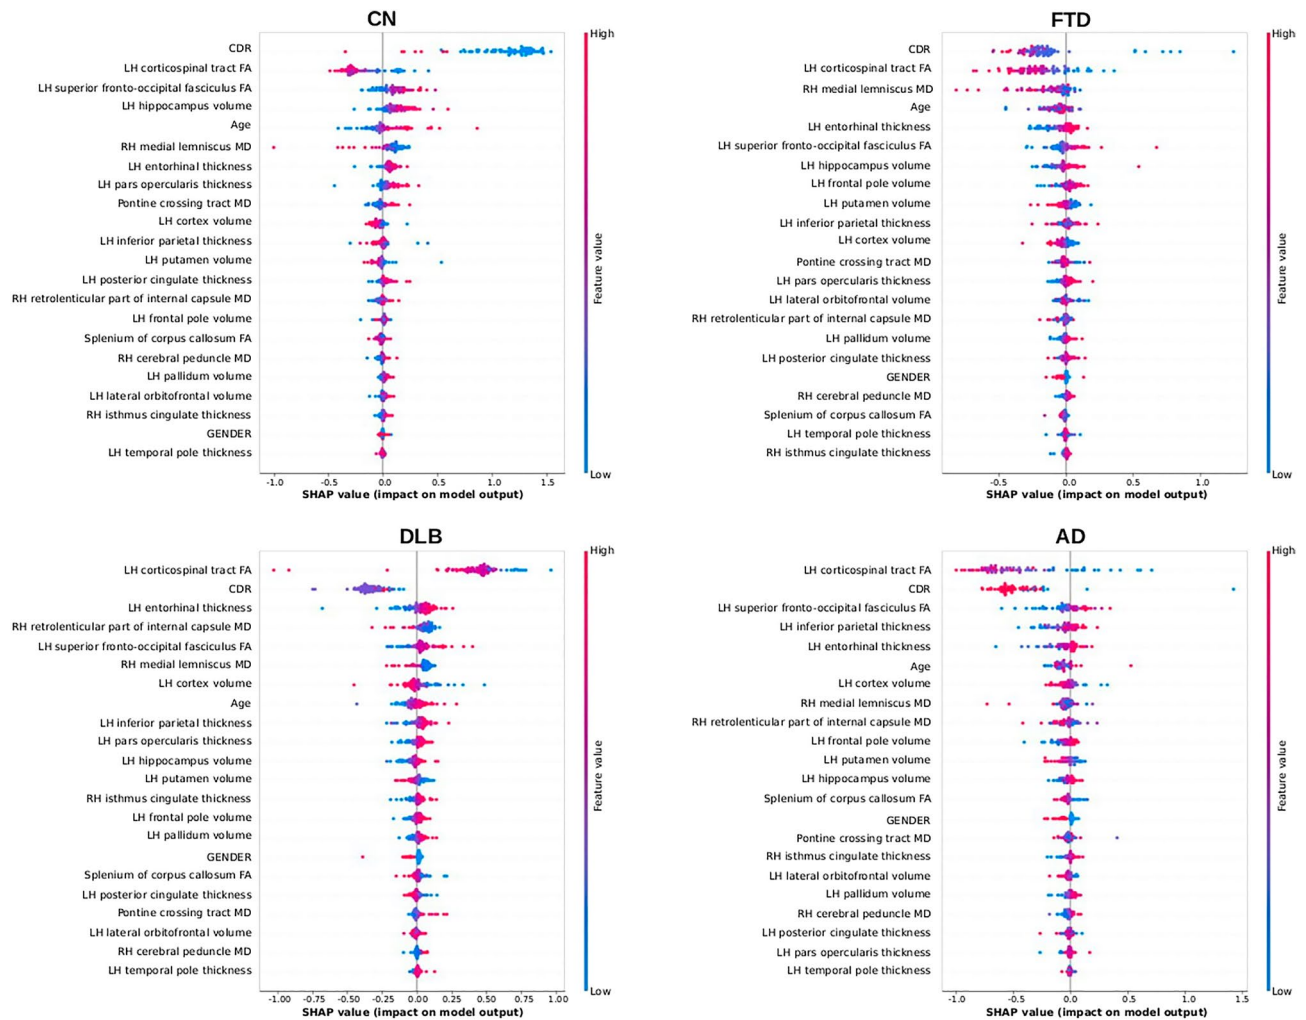 CN
CDR
LH corticospinal tract FA
LH superior fronto-occipital fasciculus FA
LH hippocampus volume
Age
RH medial lemniscus MD
LH entorhinal thickness
LH pars opercularis thickness
Pontine crossing tract MD
LH cortex volume
LH inferior parietal thickness
LH putamen volume
LH posterior cingulate thickness
RH retrolenticular part of internal capsule MD
LH frontal pole volume
Splenium of corpus callosum FA
RH cerebral peduncle MD
LH pallidum volume
LH lateral orbitofrontal volume
RH isthmus cingulate thickness
GENDER
LH temporal pole thickness
-1.0 -0.5 0.0 0.5 1.0 1.5
SHAP value (impact on model output)
High
Feature value
Low
FTD
CDR
LH corticospinal tract FA
RH medial lemniscus MD
Age
LH entorhinal thickness
LH superior fronto-occipital fasciculus FA
LH hippocampus volume
LH frontal pole volume
LH putamen volume
LH inferior parietal thickness
LH cortex volume
Pontine crossing tract MD
LH pars opercularis thickness
LH lateral orbitofrontal volume
RH retrolenticular part of internal capsule MD
LH pallidum volume
LH posterior cingulate thickness
GENDER
RH cerebral peduncle MD
Splenium of corpus callosum FA
LH temporal pole thickness
RH isthmus cingulate thickness
-0.5 0.0 0.5 1.0
SHAP value (impact on model output)
High
Feature value
Low
DLB
LH corticospinal tract FA
CDR
LH entorhinal thickness
RH retrolenticular part of internal capsule MD
LH superior fronto-occipital fasciculus FA
RH medial lemniscus MD
LH cortex volume
Age
LH inferior parietal thickness
LH pars opercularis thickness
LH hippocampus volume
LH putamen volume
RH isthmus cingulate thickness
LH frontal pole volume
LH pallidum volume
GENDER
Splenium of corpus callosum FA
LH posterior cingulate thickness
Pontine crossing tract MD
LH lateral orbitofrontal volume
RH cerebral peduncle MD
LH temporal pole thickness
-1.00 -0.75 -0.50 -0.25 0.00 0.25 0.50 0.75 1.00
SHAP value (impact on model output)
High
Feature value
Low
AD
LH corticospinal tract FA
CDR
LH superior fronto-occipital fasciculus FA
LH inferior parietal thickness
LH entorhinal thickness
Age
LH cortex volume
RH medial lemniscus MD
RH retrolenticular part of internal capsule MD
LH frontal pole volume
LH putamen volume
LH hippocampus volume
Splenium of corpus callosum FA
GENDER
Pontine crossing tract MD
RH isthmus cingulate thickness
LH lateral orbitofrontal volume
LH pallidum volume
RH cerebral peduncle MD
LH posterior cingulate thickness
LH pars opercularis thickness
LH temporal pole thickness
-1.0 -0.5 0.0 0.5 1.0 1.5
SHAP value (impact on model output)
High
Feature value
Low